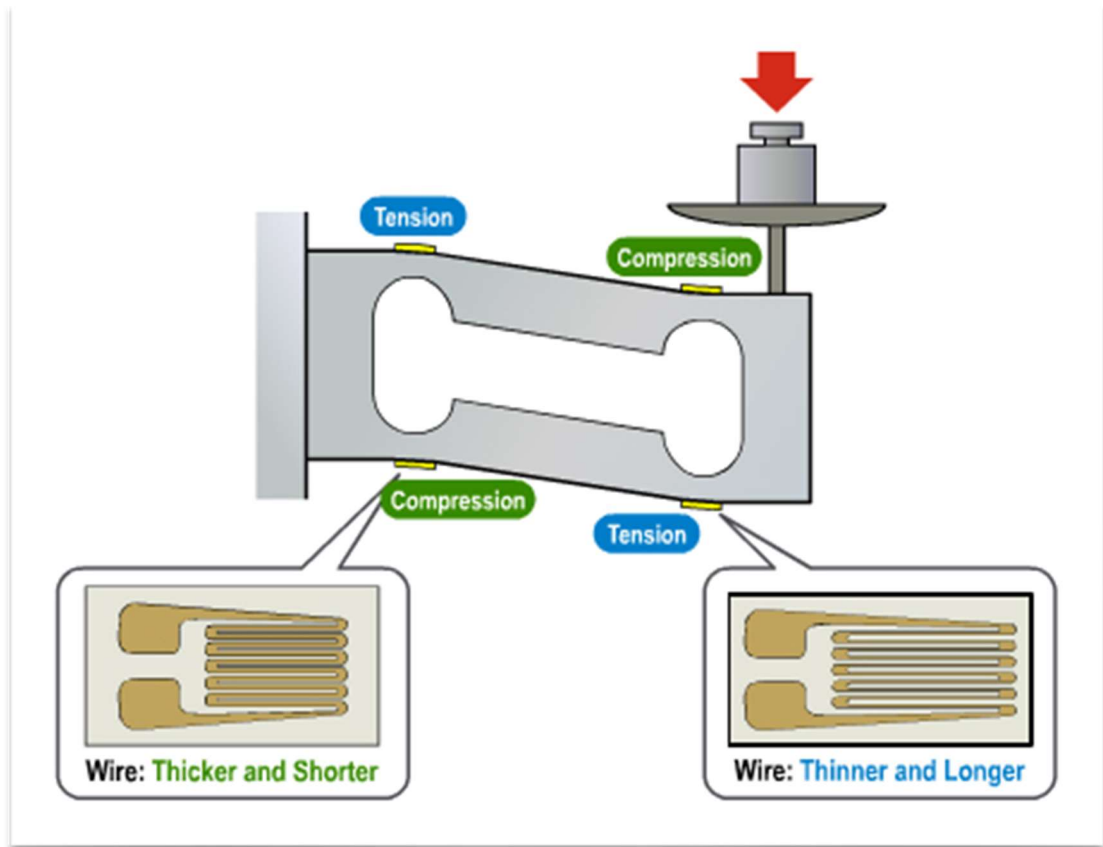 Tension
Compression
Compression
Tension
Wire: Thicker and Shorter
Wire: Thinner and Longer